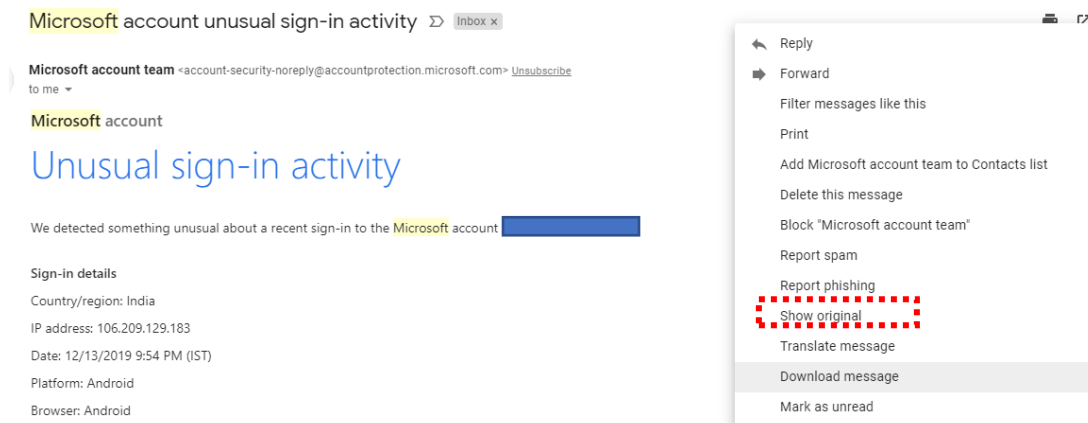 Microsoft account unusual sign-in activity Inbox x
Microsoft account team <account-security-noreply@accountprotection.microsoft.com> Unsubscribe
to me
Microsoft account
Unusual sign-in activity
We detected something unusual about a recent sign-in to the Microsoft account
Sign-in details
Country/region: India
IP address: 106.209.129.183
Date: 12/13/2019 9:54 PM (IST)
Platform: Android
Browser: Android
Reply
Forward
Filter messages like this
Print
Add Microsoft account team to Contacts list
Delete this message
Block "Microsoft account team"
Report spam
Report phishing
Show original
Translate message
Download message
Mark as unread